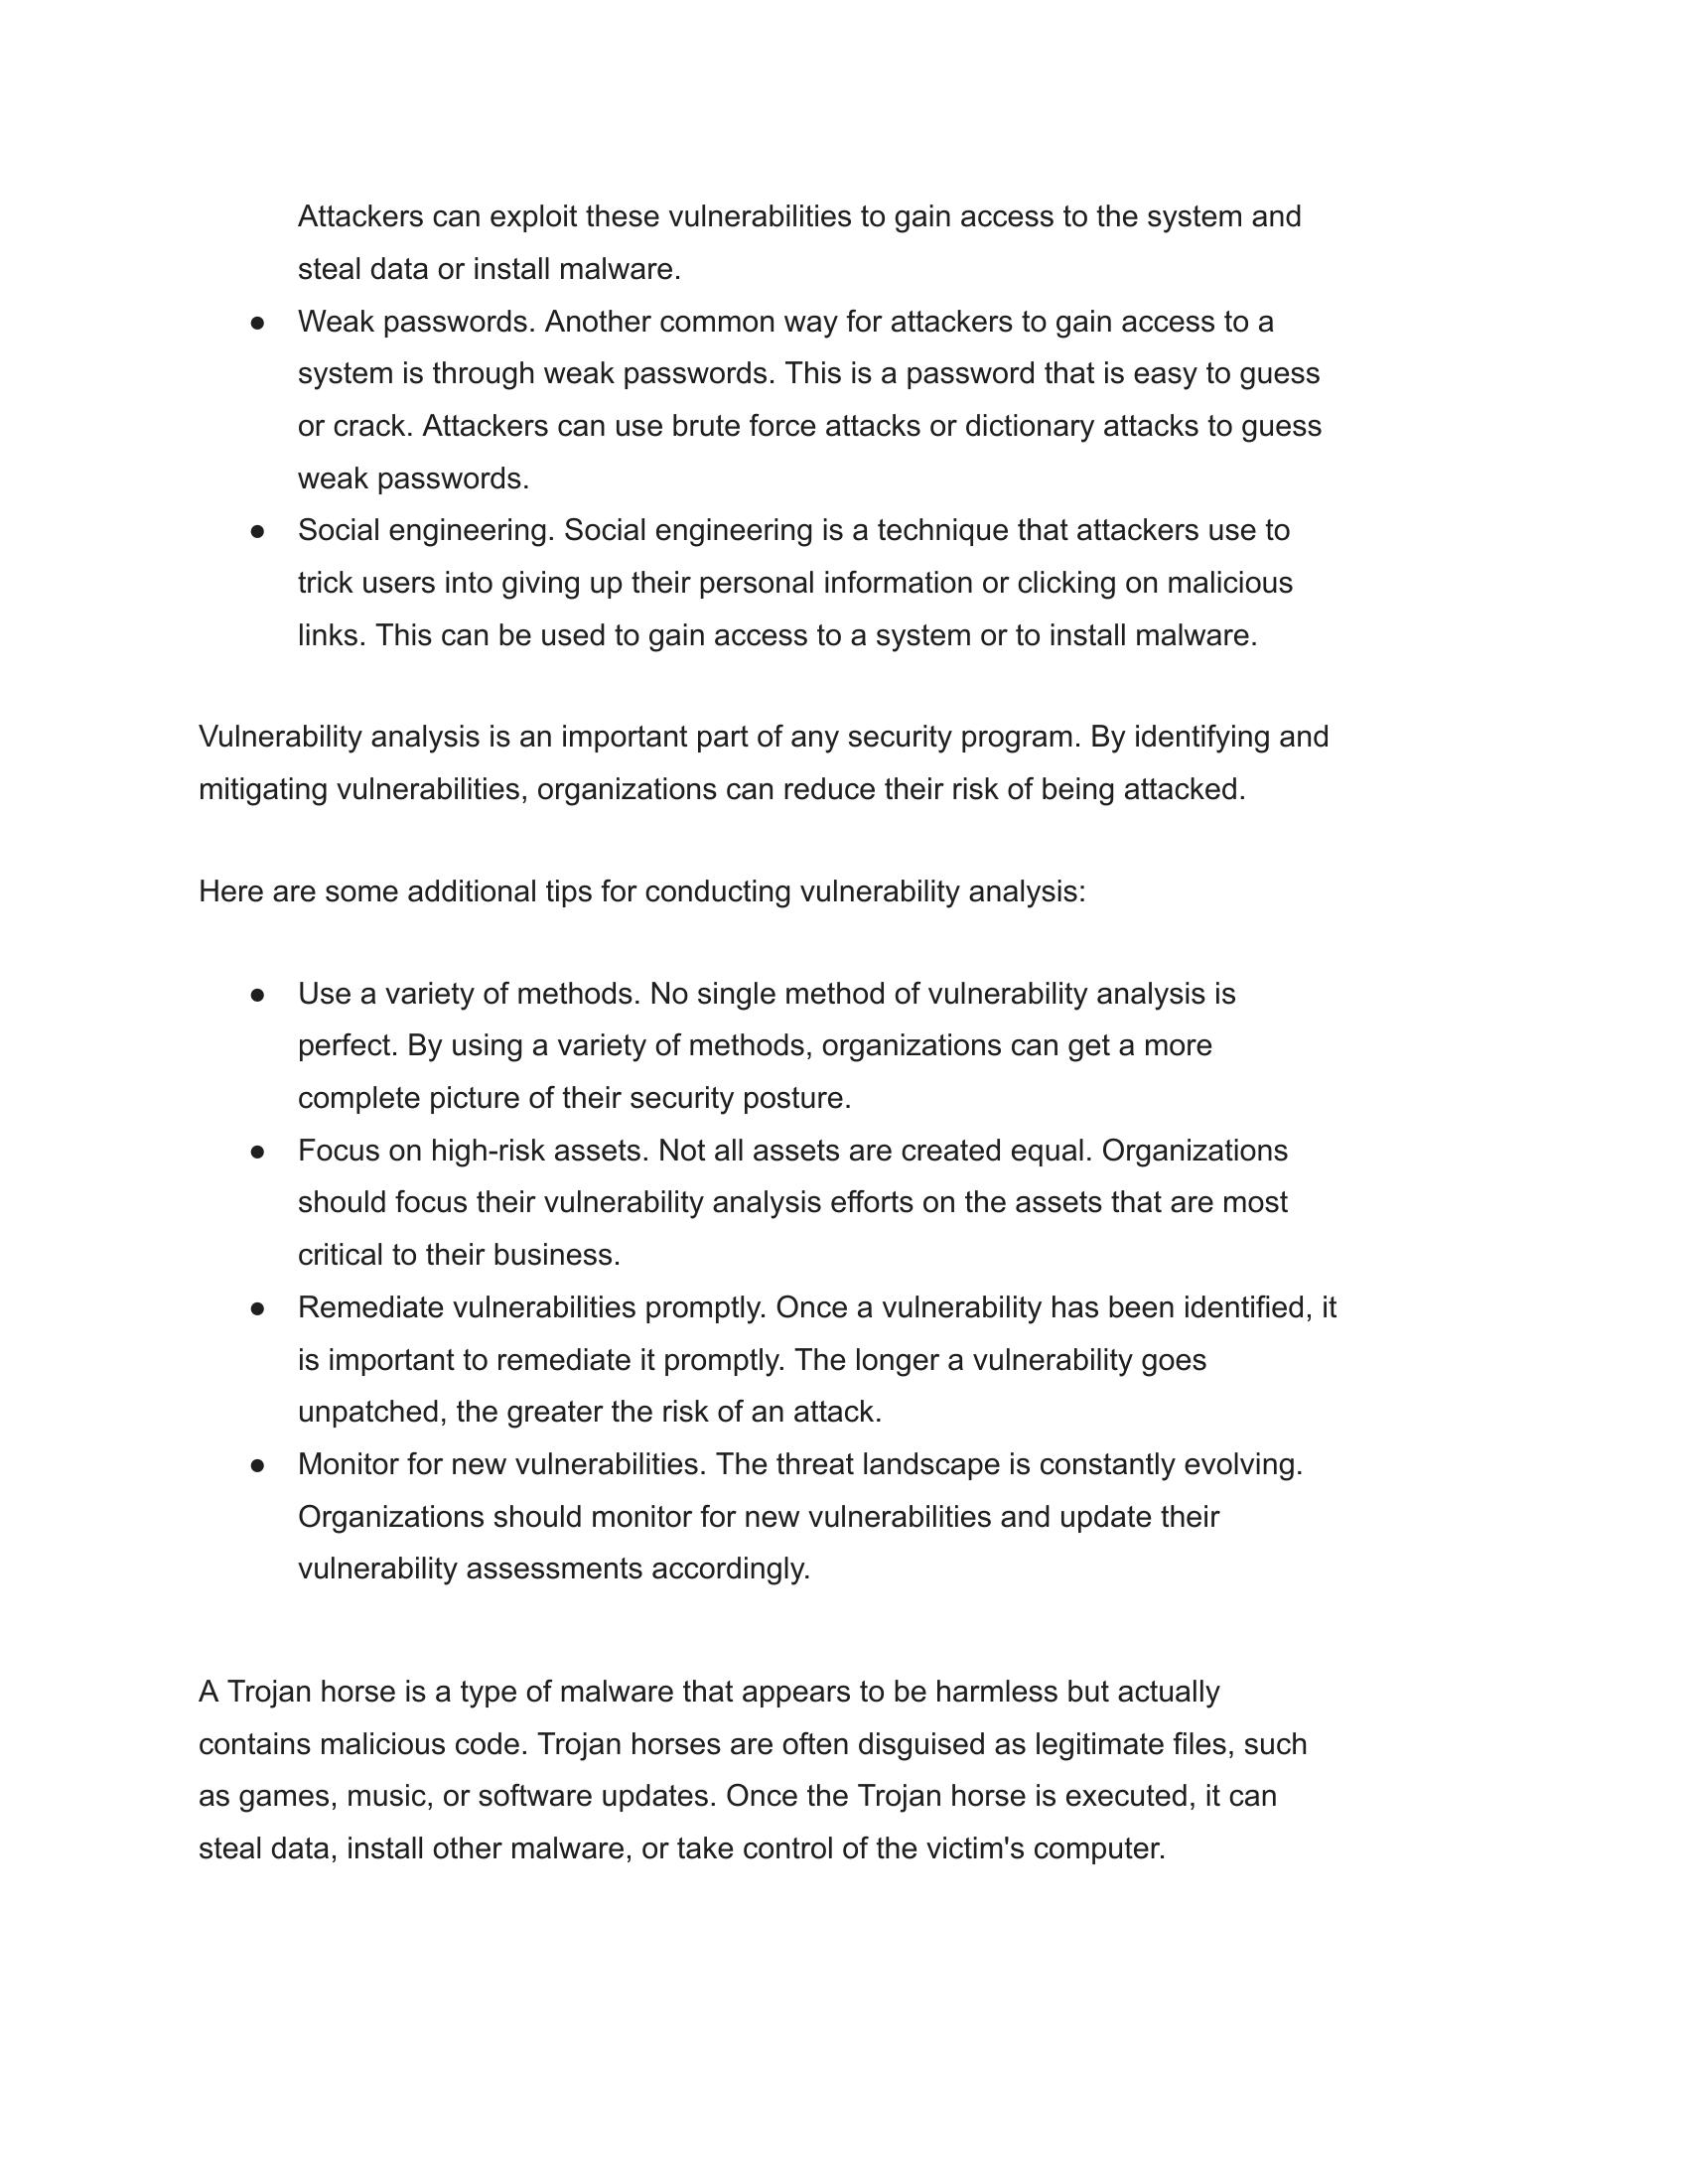 Attackers can exploit these vulnerabilities to gain access to the system and
steal data or install malware.
● Weak passwords. Another common way for attackers to gain access to a
system is through weak passwords. This is a password that is easy to guess
or crack. Attackers can use brute force attacks or dictionary attacks to guess
weak passwords.
● Social engineering. Social engineering is a technique that attackers use to
trick users into giving up their personal information or clicking on malicious
links. This can be used to gain access to a system or to install malware.
Vulnerability analysis is an important part of any security program. By identifying and
mitigating vulnerabilities, organizations can reduce their risk of being attacked.
Here are some additional tips for conducting vulnerability analysis:
● Use a variety of methods. No single method of vulnerability analysis is
perfect. By using a variety of methods, organizations can get a more
complete picture of their security posture.
● Focus on high-risk assets. Not all assets are created equal. Organizations
should focus their vulnerability analysis efforts on the assets that are most
critical to their business.
● Remediate vulnerabilities promptly. Once a vulnerability has been identified, it
is important to remediate it promptly. The longer a vulnerability goes
unpatched, the greater the risk of an attack.
● Monitor for new vulnerabilities. The threat landscape is constantly evolving.
Organizations should monitor for new vulnerabilities and update their
vulnerability assessments accordingly.
A Trojan horse is a type of malware that appears to be harmless but actually
contains malicious code. Trojan horses are often disguised as legitimate files, such
as games, music, or software updates. Once the Trojan horse is executed, it can
steal data, install other malware, or take control of the victim's computer.